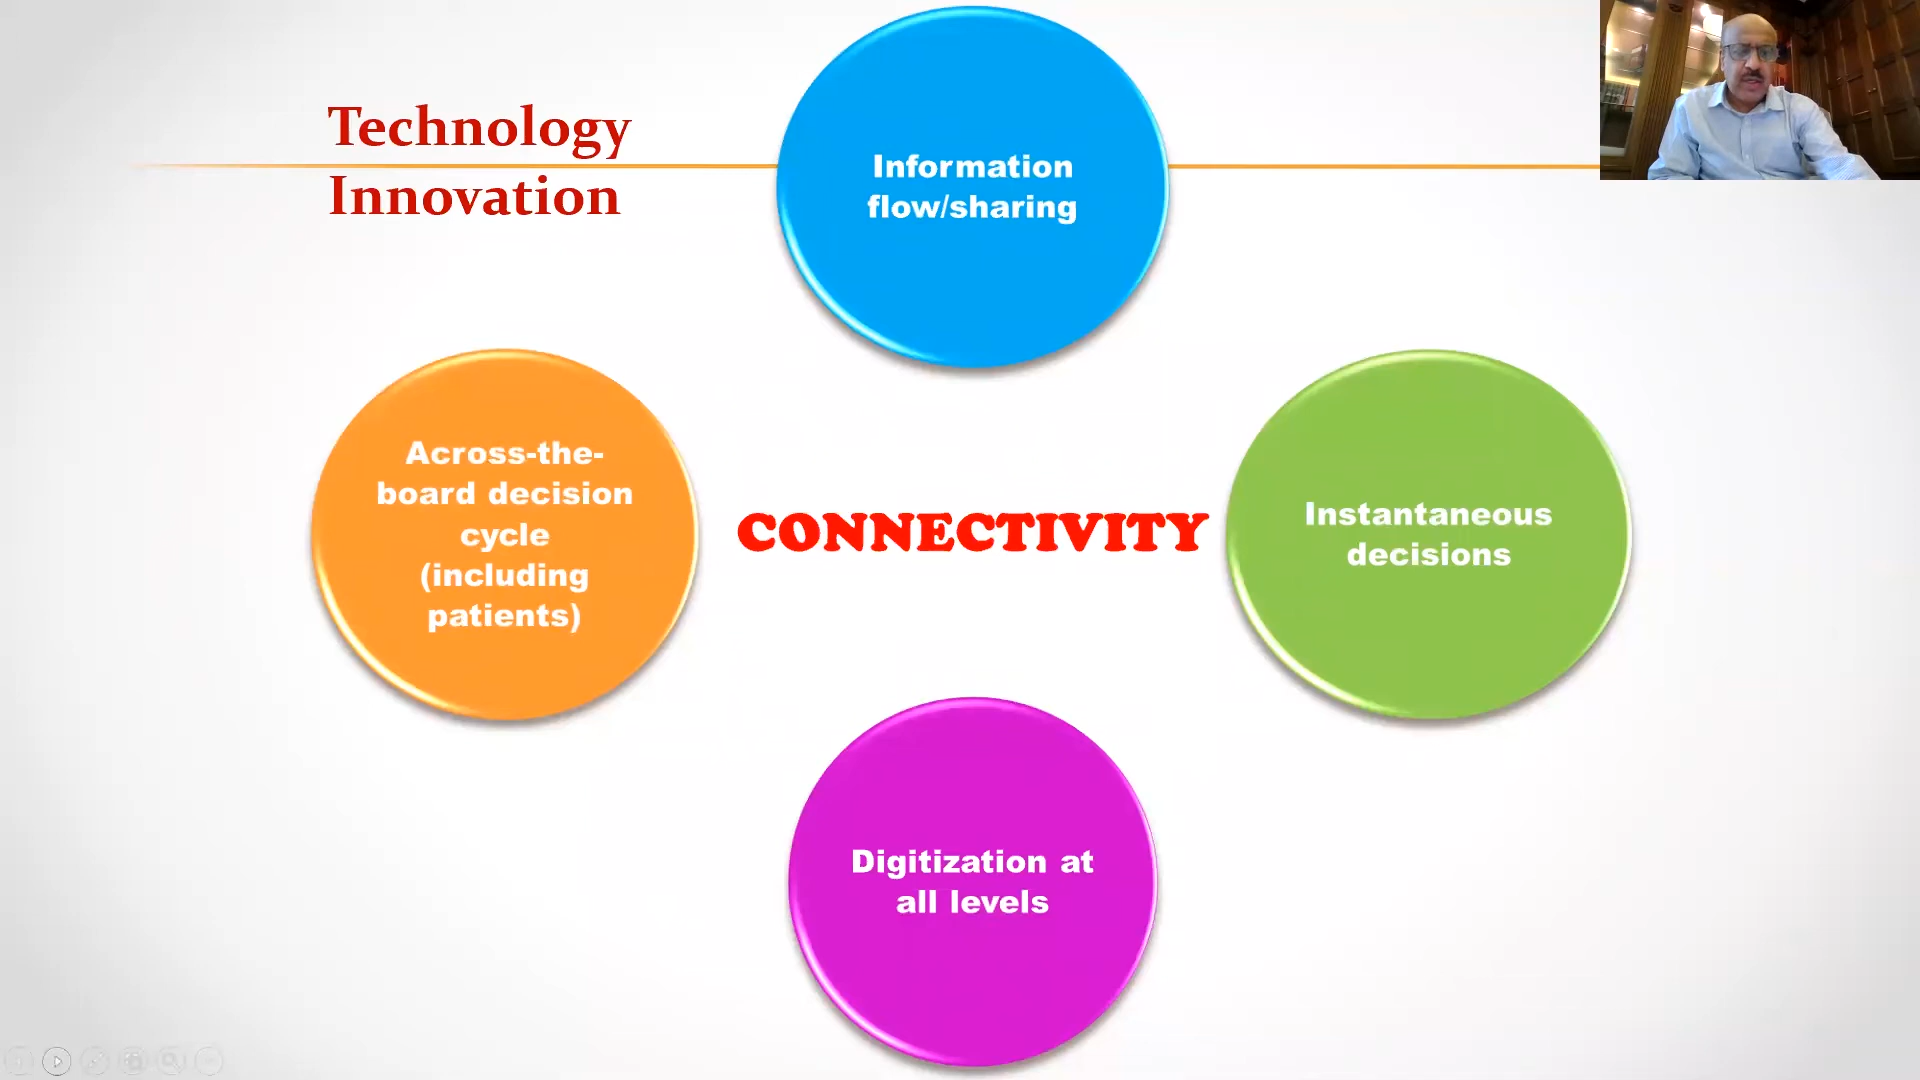 Technology
Innovation
Information
flow/sharing
Across-the-
board decision
cycle
(including
patients)
CONNECTIVITY
Instantaneous
decisions
Digitization at
all levels